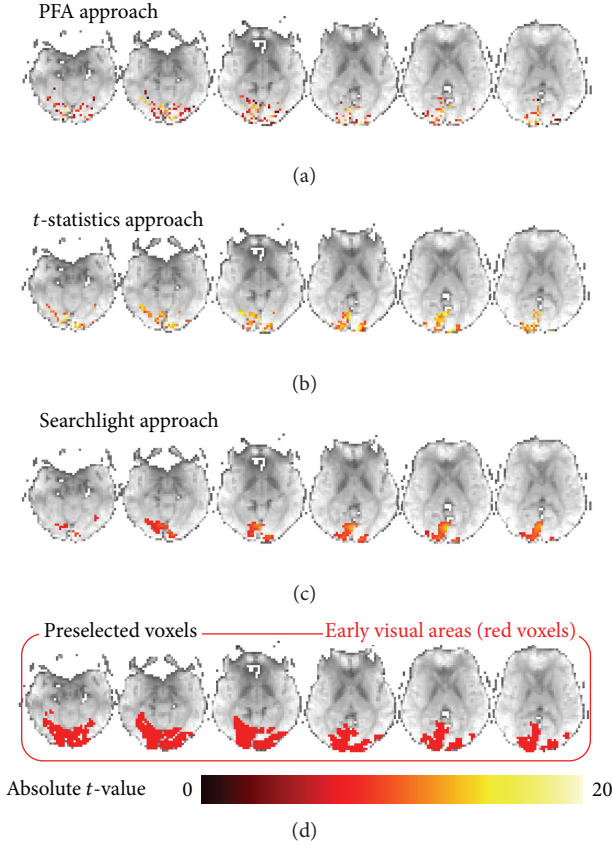 PFA approach
(a)
t-statistics approach
(b)
Searchlight approach
(c)
Preselected voxels Early visual areas (red voxels)
Absolute t-value 0 20
(d)